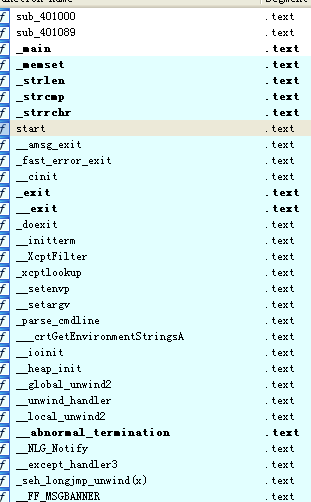 sub_401000 .text
sub_401089 .text
_main .text
_memset .text
_strlen .text
_strcmp .text
_strrchr .text
start .text
__amsg_exit .text
_fast_error_exit .text
__cinit .text
_exit .text
__exit .text
_doexit .text
__initterm .text
__XcptFilter .text
_xcptlookup .text
__setenvp .text
__setargv .text
_parse_cmdline .text
___crtGetEnvironmentStringsA .text
__ioinit .text
__heap_init .text
__global_unwind2 .text
__unwind_handler .text
__local_unwind2 .text
__abnormal_termination .text
__NLG_Notify .text
__except_handler3 .text
_seh_longjmp_unwind(x) .text
__FF_MSGBANNER .text